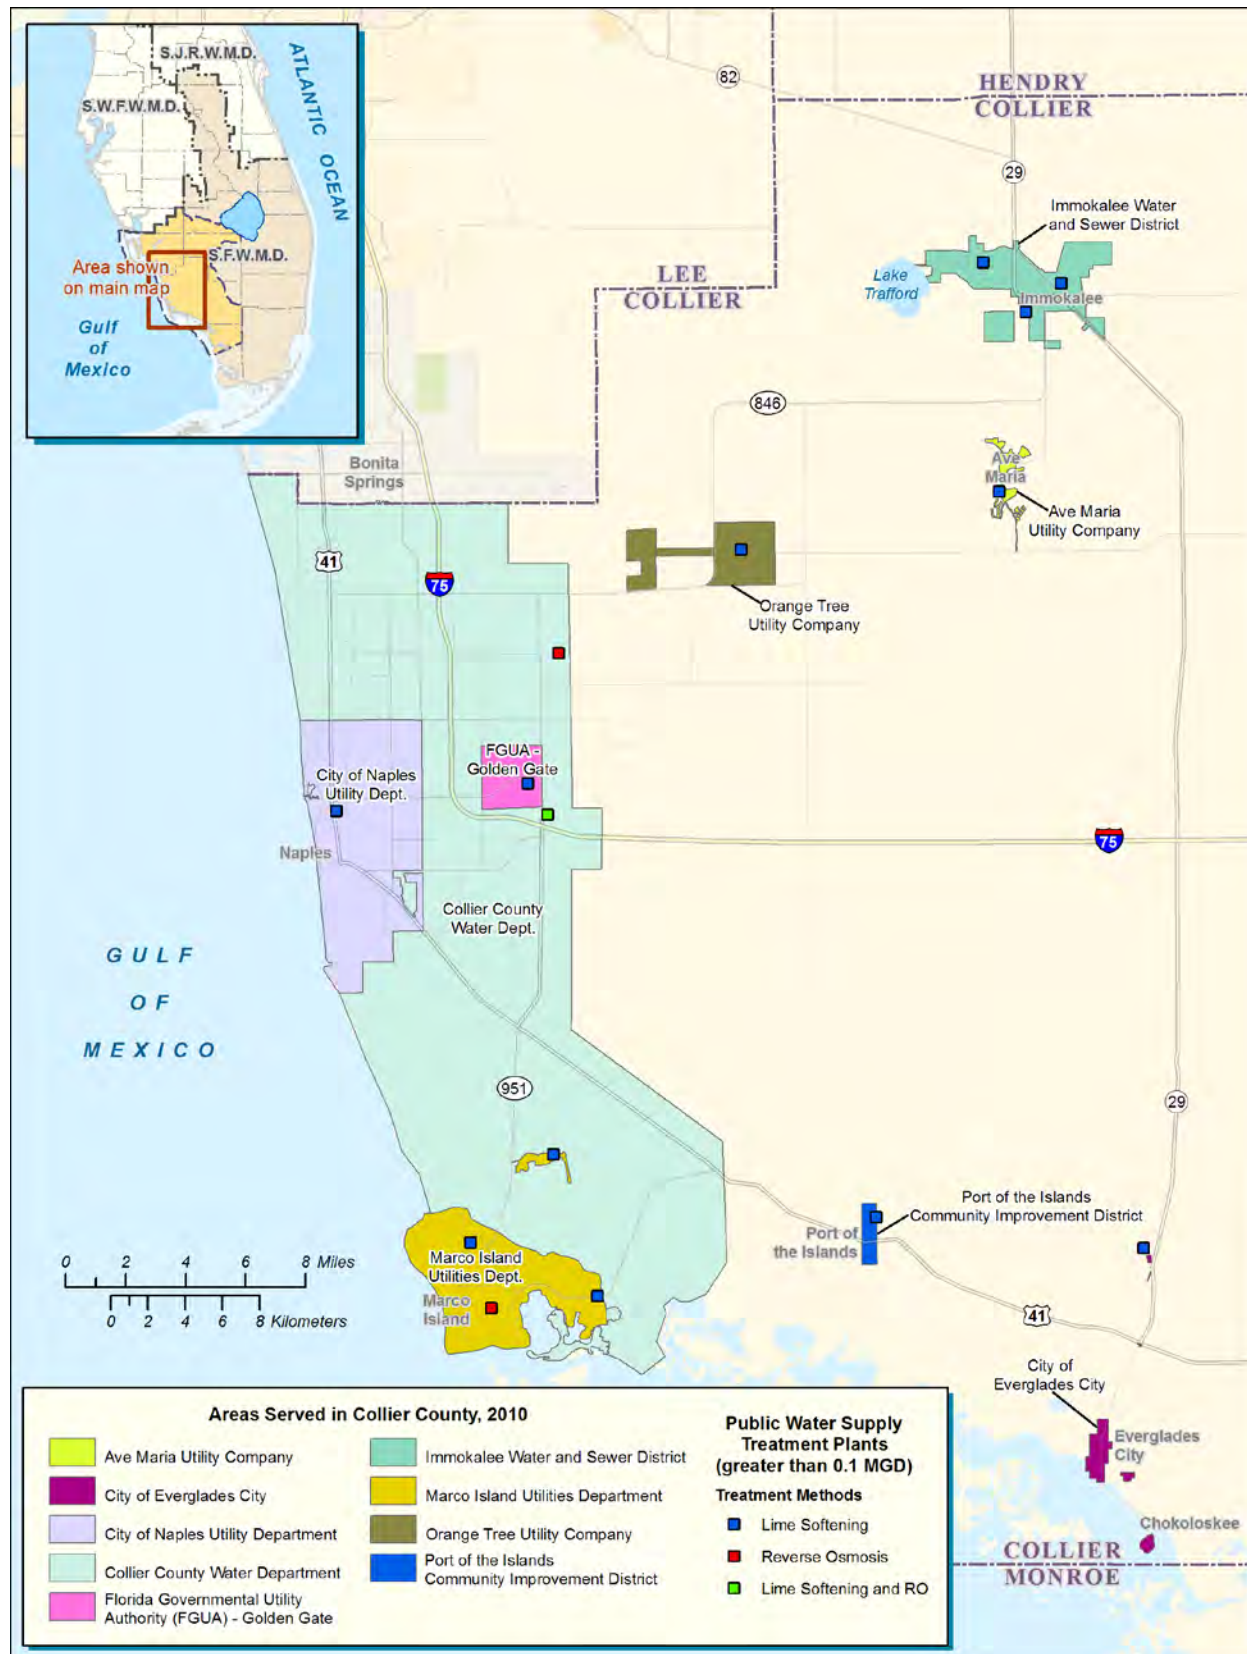 S.J.R.W.M.D.
S.W.F.W.M.D.
ATLANTIC OCEAN
S.F.W.M.D.
Area shown
on main map
Gulf
of
Mexico
82
HENDRY
COLLIER
29
Immokalee Water
and Sewer District
LEE
COLLIER
Lake
Trafford
Immokalee
846
Bonita
Springs
Ave
Maria
Ave Maria
Utility Company
41
75
Orange Tree
Utility Company
FGUA -
Golden Gate
City of Naples
Utility Dept.
Naples
75
Collier County
Water Dept.
GULF
OF
MEXICO
951
29
Port of the Islands
Community Improvement District
Port of
the Islands
Marco Island
Utilities Dept.
Marco
Island
0 2 4 6 8 Miles
0 2 4 6 8 Kilometers
41
City of
Everglades City
Everglades
City
Chokoloskee
COLLIER
MONROE
Areas Served in Collier County, 2010
Ave Maria Utility Company
City of Everglades City
City of Naples Utility Department
Collier County Water Department
Florida Governmental Utility
Authority (FGUA) - Golden Gate
Immokalee Water and Sewer District
Marco Island Utilities Department
Orange Tree Utility Company
Port of the Islands
Community Improvement District
Public Water Supply
Treatment Plants
(greater than 0.1 MGD)
Treatment Methods
Lime Softening
Reverse Osmosis
Lime Softening and RO